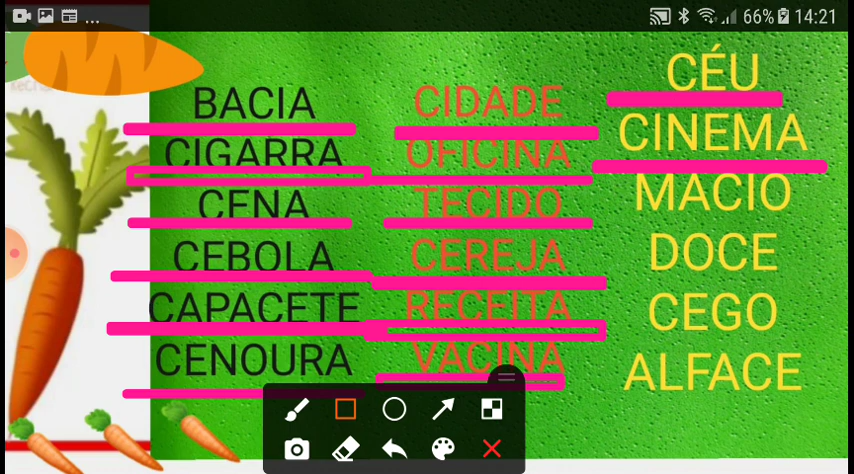 66% 14:21
BACIA
CIGARRA
CENA
CEBOLA
CAPACETE
CENOURA
CIDADE
OFICINA
TECIDO
CEREJA
RECEITA
VACINA
CÉU
CINEMA
MACIO
DOCE
CEGO
ALFACE